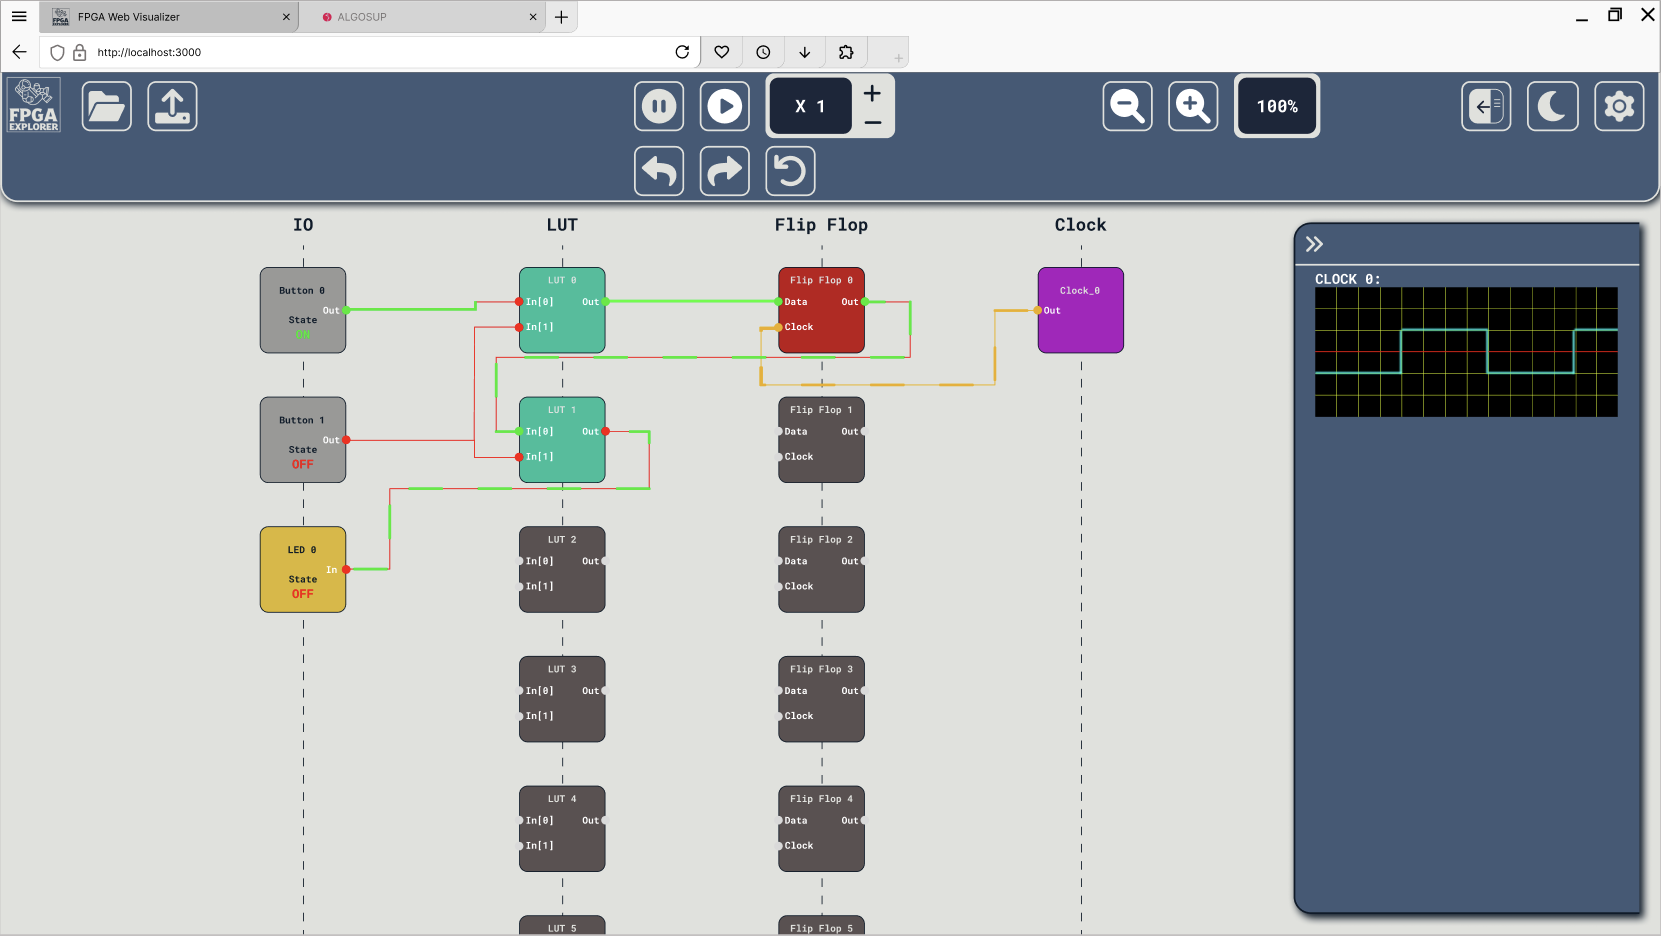 FPGA Web Visualizer
ALGOSUP
http://localhost:3000
FPGA
EXPLORER
X 1
+
−
100%
IO
LUT
Flip Flop
Clock
Button 0
Out
State
ON
LUT 0
In[0]
Out
In[1]
Flip Flop 0
Data
Out
Clock
Clock_0
Out
CLOCK 0:
Button 1
Out
State
OFF
LUT 1
In[0]
Out
In[1]
Flip Flop 1
Data
Out
Clock
LED 0
In
State
OFF
LUT 2
In[0]
Out
In[1]
Flip Flop 2
Data
Out
Clock
LUT 3
In[0]
Out
In[1]
Flip Flop 3
Data
Out
Clock
LUT 4
In[0]
Out
In[1]
Flip Flop 4
Data
Out
Clock
LUT 5
Flip Flop 5